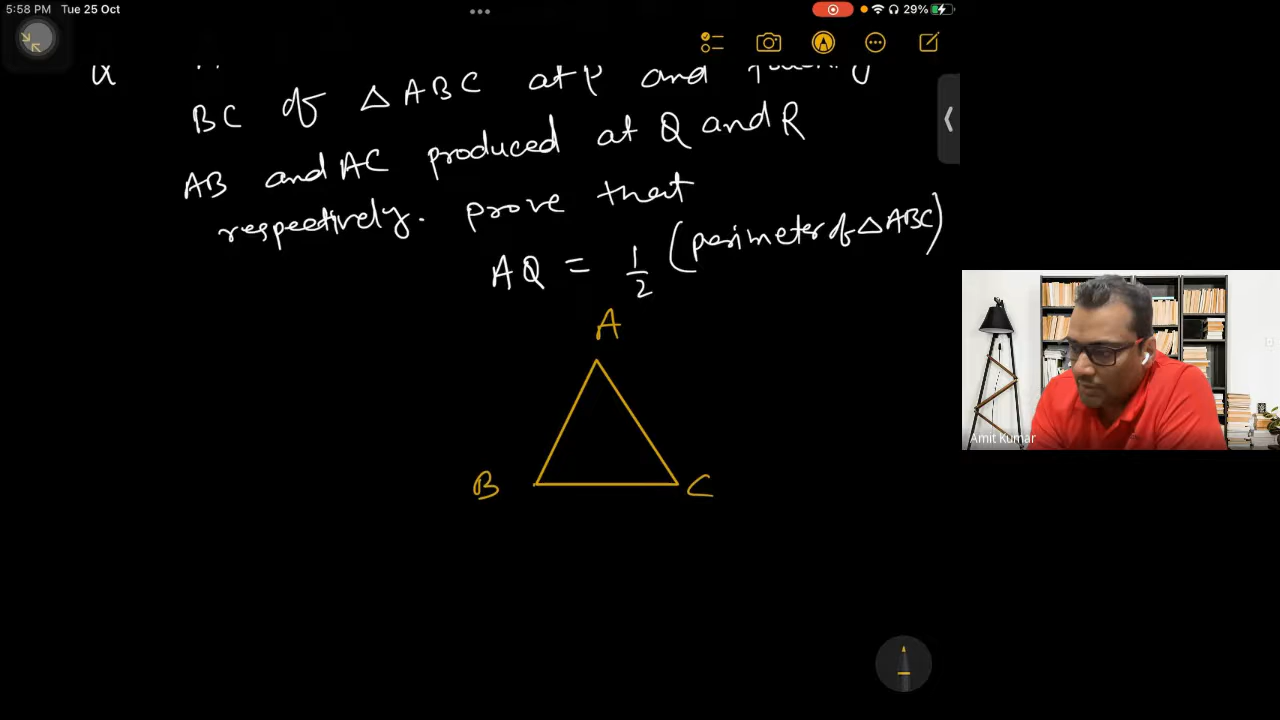 5:58 PM Tue 25 Oct
29%
BC of △ABC at P and
AB and AC produced at Q and R
respectively. prove that
AQ = 1/2 (perimeter of △ABC)
A
B C
Amit Kumar